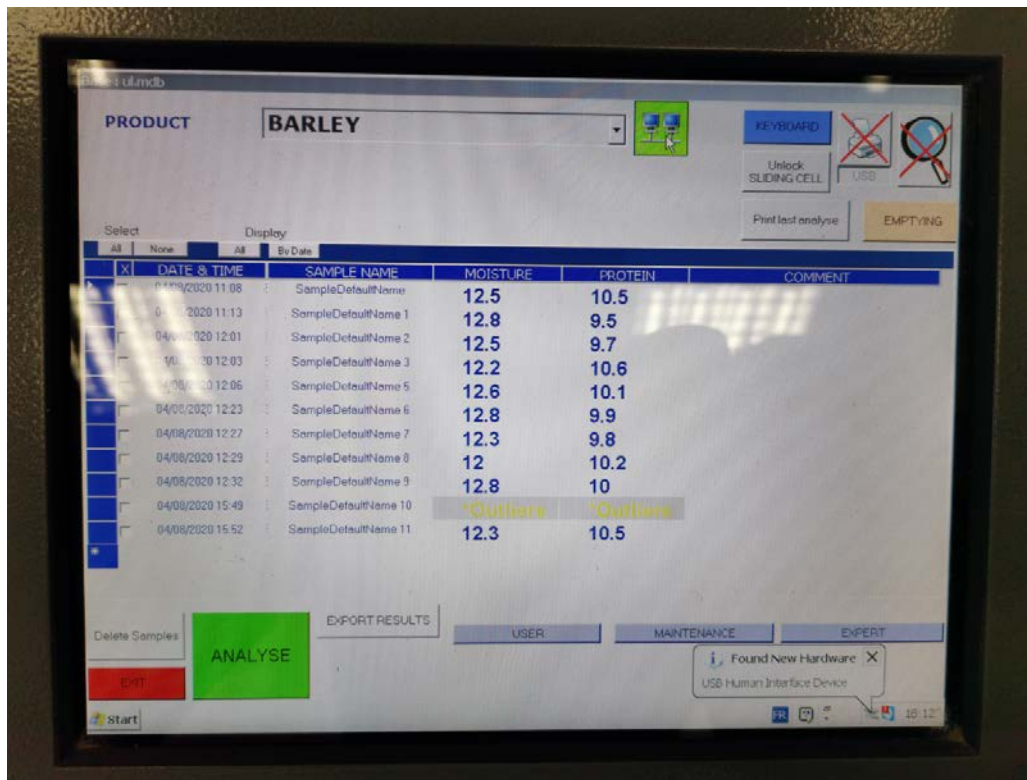 ul.mdb
PRODUCT BARLEY KEYBOARD
Unlock
SLIDING CELL USB
Print last analyse EMPTYING
Select Display
All None All By Date
X DATE & TIME SAMPLE NAME MOISTURE PROTEIN COMMENT
2020 11:08 SampleDefaultName 12.5 10.5
2020 11:13 SampleDefaultName 1 12.8 9.5
2020 12:01 SampleDefaultName 2 12.5 9.7
2020 12:03 SampleDefaultName 3 12.2 10.6
2020 12:06 SampleDefaultName 5 12.6 10.1
04/08/2020 12:23 SampleDefaultName 6 12.8 9.9
04/08/2020 12:27 SampleDefaultName 7 12.3 9.8
04/08/2020 12:29 SampleDefaultName 8 12 10.2
04/08/2020 12:32 SampleDefaultName 9 12.8 10
04/08/2020 15:49 SampleDefaultName 10 *Outliers *Outliers
04/08/2020 15:52 SampleDefaultName 11 12.3 10.5
EXPORT RESULTS
Delete Samples ANALYSE USER MAINTENANCE EXPERT
EXIT
Found New Hardware X
USB Human Interface Device
Start FR 16:12